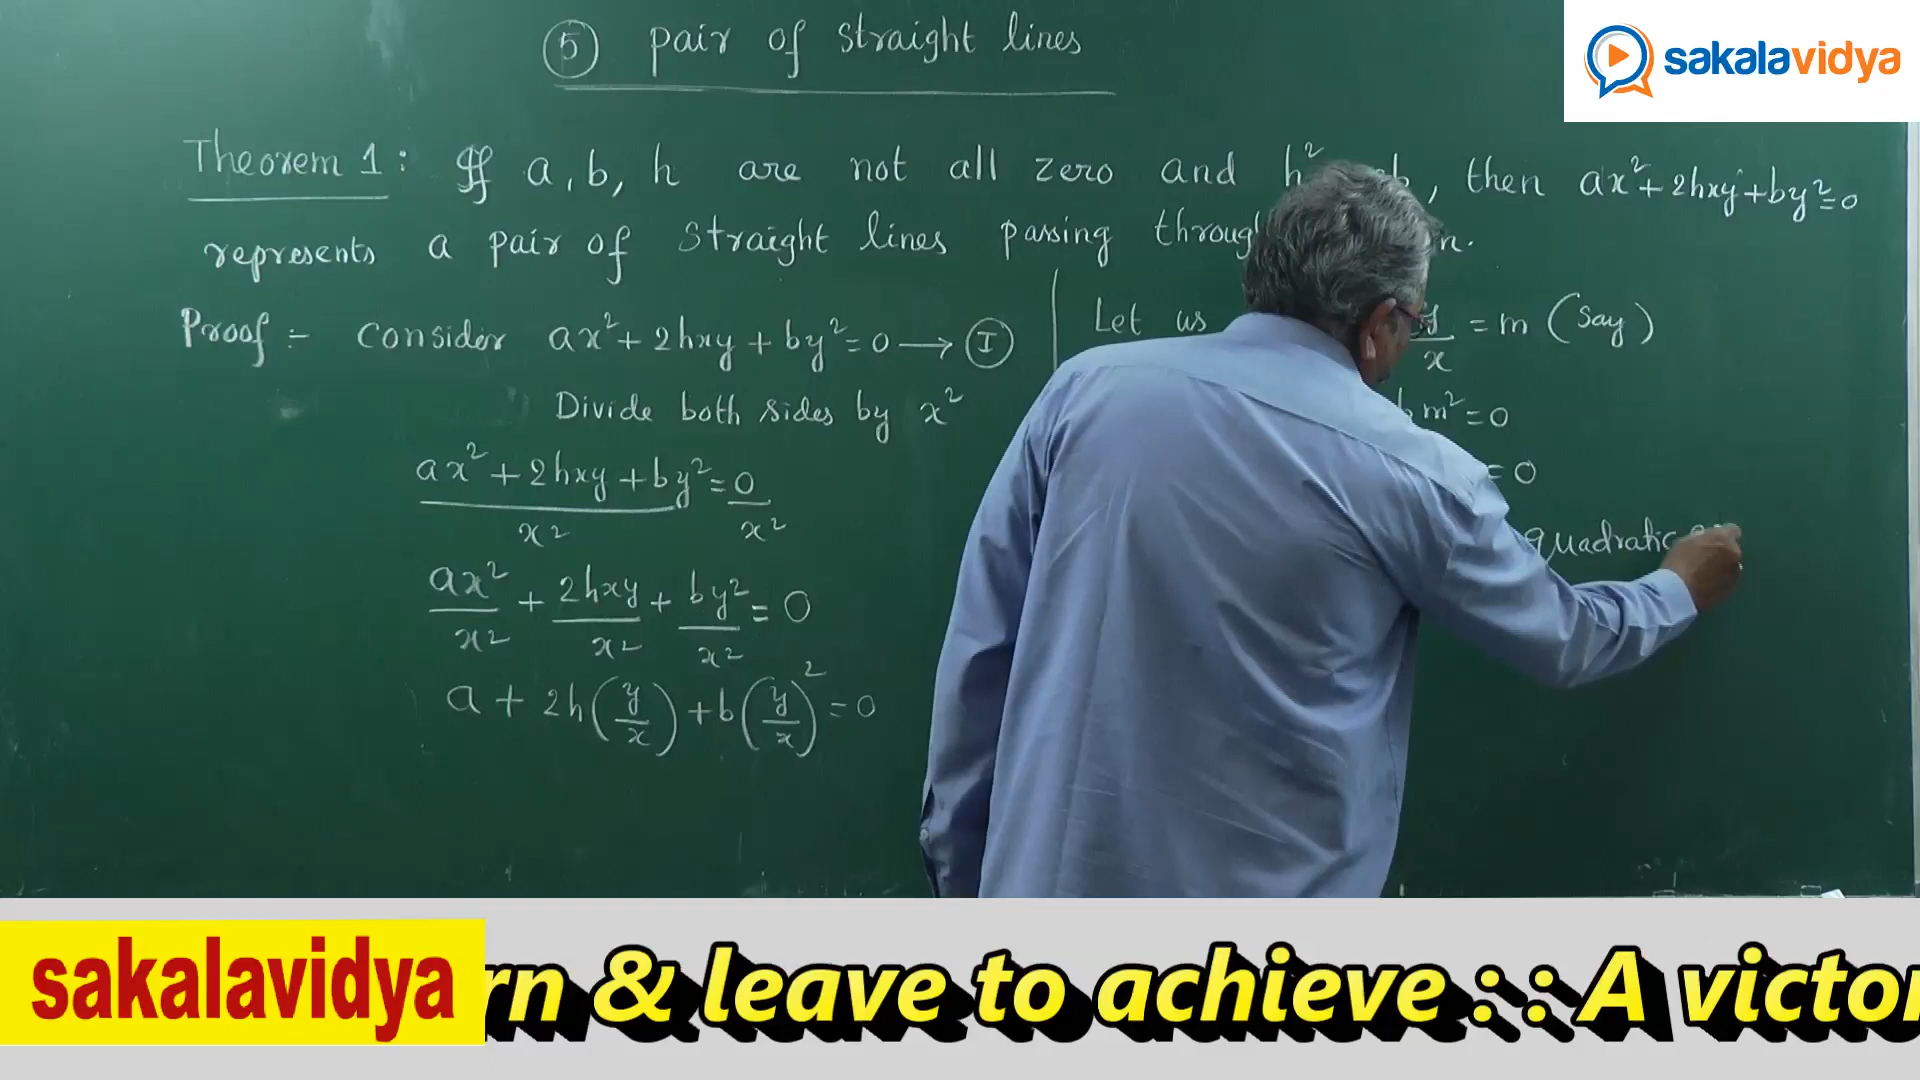 ⑤ pair of straight lines
sakalavidya
Theorem 1: If a, b, h are not all zero and h², then ax²+2hxy+by²=0
represents a pair of straight lines passing
Proof :- Consider ax²+2hxy+by²=0 → Ⓘ
Divide both sides by x²
ax²+2hxy+by²/x² = 0/x²
ax²/x² + 2hxy/x² + by²/x² = 0
a + 2h(y/x) + b(y/x)² = 0
Let us y/x = m (say)
m²=0
=0
quadratic
sakalavidya
& leave to achieve : : A